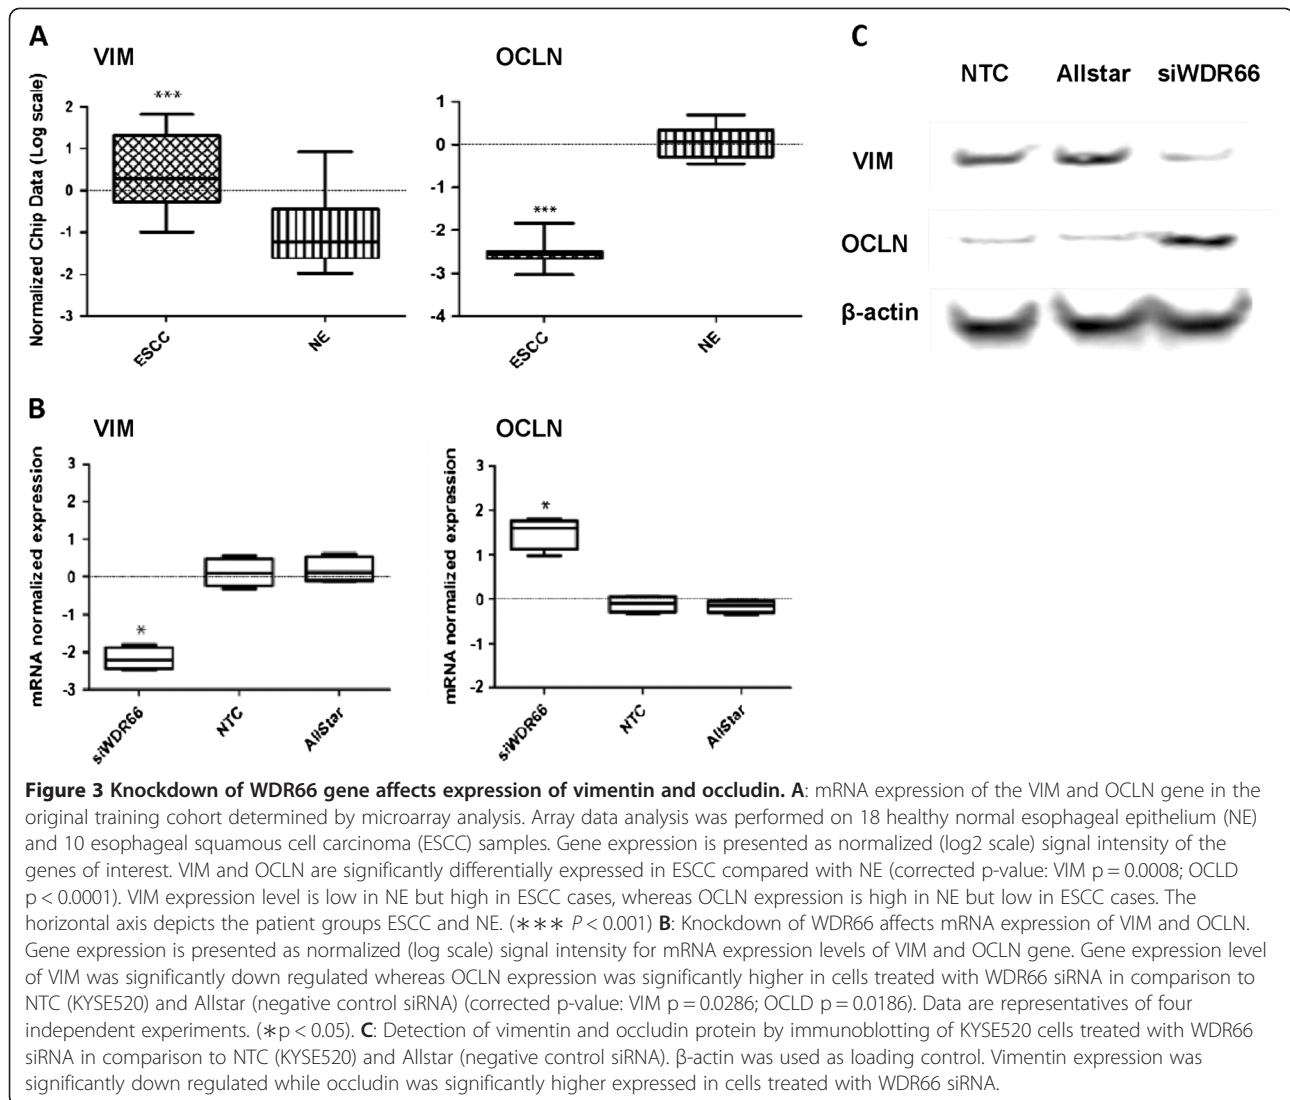 A
VIM
OCLN
Normalized Chip Data (Log scale)
2
1
0
-1
-2
-3
***
ESCC
NE
1
0
-1
-2
-3
-4
***
ESCC
NE
C
NTC Allstar siWDR66
VIM
OCLN
β-actin
B
VIM
OCLN
mRNA normalized expression
3
2
1
0
-1
-2
-3
*
siWDR66
NTC
AllStar
mRNA normalized expression
3
2
1
0
-1
-2
*
siWDR66
NTC
AllStar
Figure 3 Knockdown of WDR66 gene affects expression of vimentin and occludin. A: mRNA expression of the VIM and OCLN gene in the
original training cohort determined by microarray analysis. Array data analysis was performed on 18 healthy normal esophageal epithelium (NE)
and 10 esophageal squamous cell carcinoma (ESCC) samples. Gene expression is presented as normalized (log2 scale) signal intensity of the
genes of interest. VIM and OCLN are significantly differentially expressed in ESCC compared with NE (corrected p-value: VIM p = 0.0008; OCLD
p < 0.0001). VIM expression level is low in NE but high in ESCC cases, whereas OCLN expression is high in NE but low in ESCC cases. The
horizontal axis depicts the patient groups ESCC and NE. (∗∗∗ P < 0.001) B: Knockdown of WDR66 affects mRNA expression of VIM and OCLN.
Gene expression is presented as normalized (log scale) signal intensity for mRNA expression levels of VIM and OCLN gene. Gene expression level
of VIM was significantly down regulated whereas OCLN expression was significantly higher in cells treated with WDR66 siRNA in comparison to
NTC (KYSE520) and Allstar (negative control siRNA) (corrected p-value: VIM p = 0.0286; OCLD p = 0.0186). Data are representatives of four
independent experiments. (∗p < 0.05). C: Detection of vimentin and occludin protein by immunoblotting of KYSE520 cells treated with WDR66
siRNA in comparison to NTC (KYSE520) and Allstar (negative control siRNA). β-actin was used as loading control. Vimentin expression was
significantly down regulated while occludin was significantly higher expressed in cells treated with WDR66 siRNA.